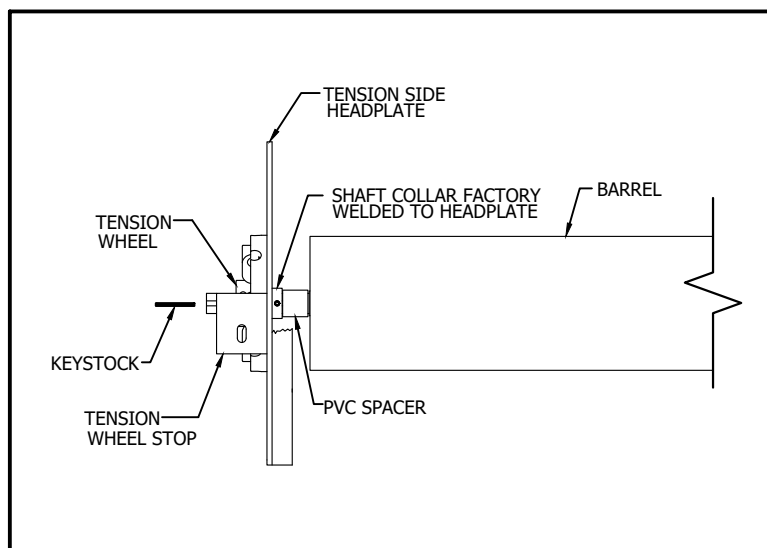 TENSION SIDE
HEADPLATE
SHAFT COLLAR FACTORY
WELDED TO HEADPLATE
BARREL
TENSION
WHEEL
KEYSTOCK
PVC SPACER
TENSION
WHEEL STOP